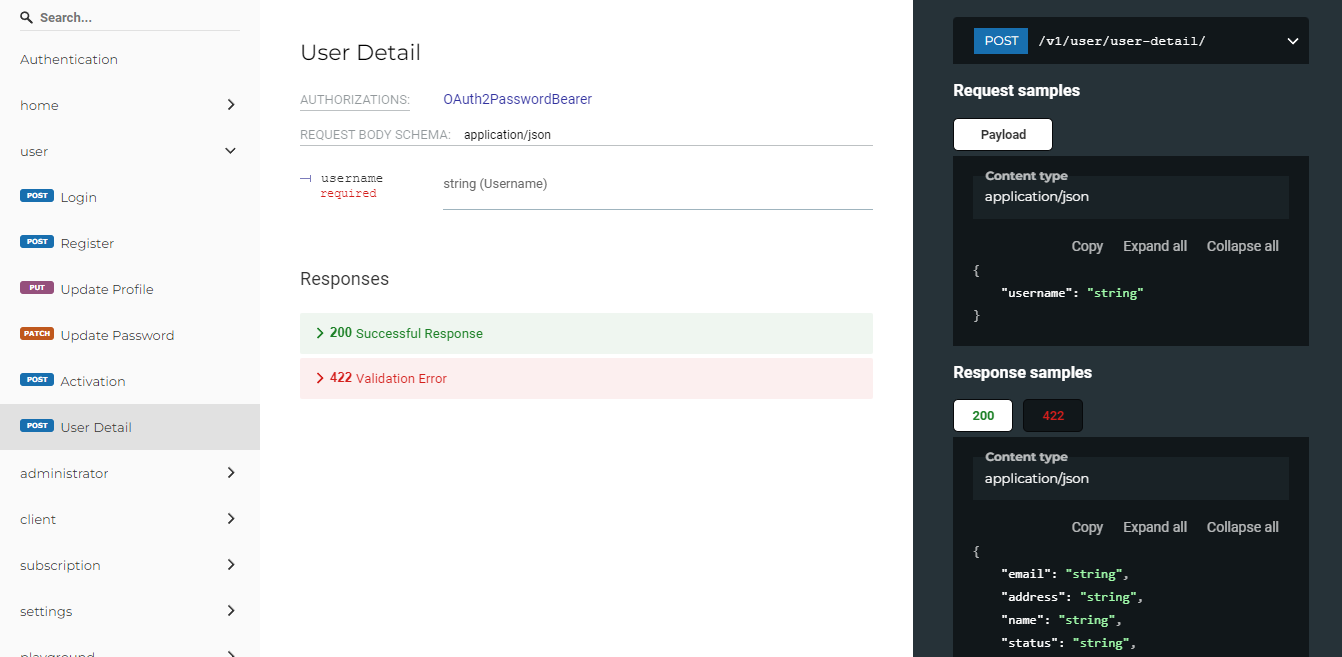 Search...
Authentication
home
user
POST Login
POST Register
PUT Update Profile
PATCH Update Password
POST Activation
POST User Detail
administrator
client
subscription
settings
playground
User Detail
AUTHORIZATIONS: OAuth2PasswordBearer
REQUEST BODY SCHEMA: application/json
username
required
string (Username)
Responses
200 Successful Response
422 Validation Error
POST /v1/user/user-detail/
Request samples
Payload
Content type
application/json
Copy Expand all Collapse all
{
"username": "string"
}
Response samples
200 422
Content type
application/json
Copy Expand all Collapse all
{
"email": "string",
"address": "string",
"name": "string",
"status": "string",